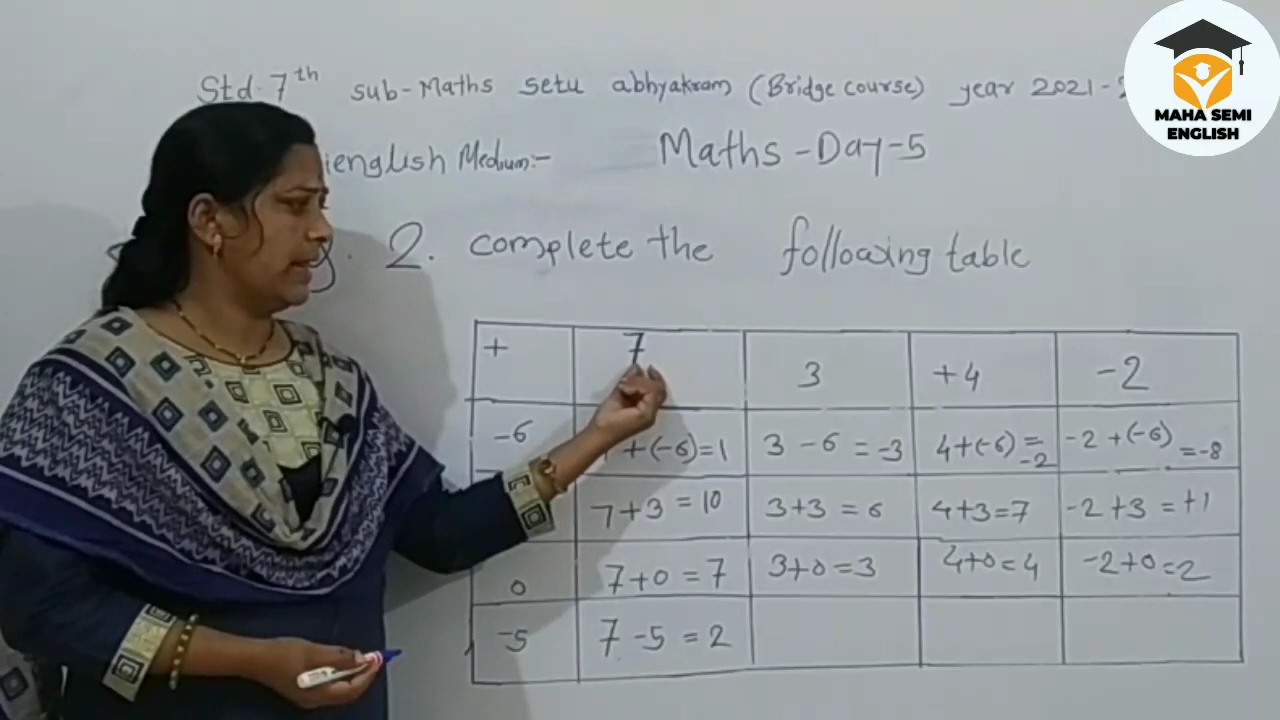 Std. 7th sub-Maths setu abhyakram (Bridge course) year 2021-
MAHA SEMI
ENGLISH
english Medium:- Maths-Day-5
2. complete the following table
+ 7 3 +4 -2
-6 +(-6)=1 3 -6 = -3 4+(-6) = -2 -2 +(-6) = -8
7+3 = 10 3+3 = 6 4+3=7 -2+3 = +1
0 7+0 = 7 3+0=3 4+0=4 -2+0=2
-5 7-5 = 2